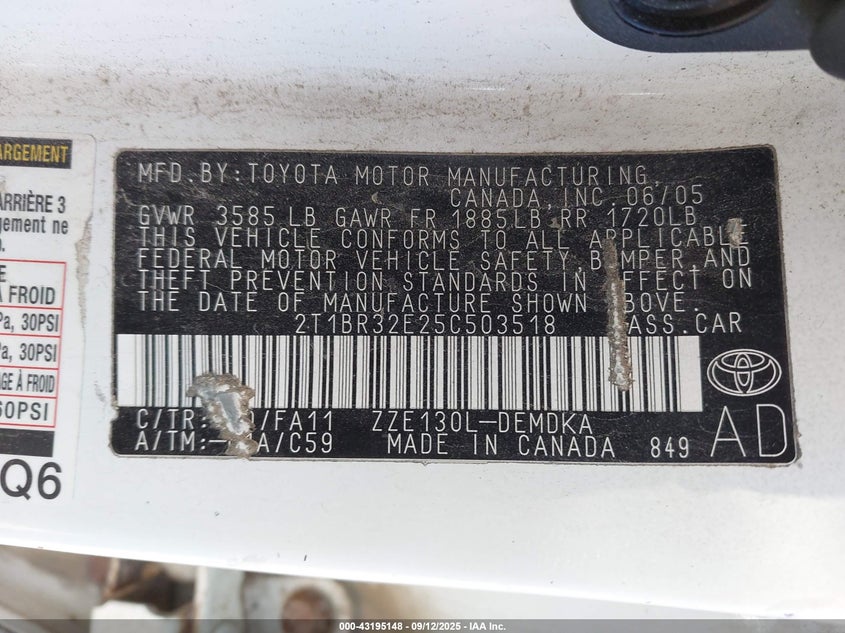 ARGEMENT
ARRIÈRE 3
gement ne
E
À FROID
Pa, 30PSI
Pa, 30PSI
AGE À FROID
60PSI
Q6
MFD.BY:TOYOTA MOTOR MANUFACTURING
CANADA,INC. 06/05
GVWR 3585 LB GAWR FR 1885LB RR 1720LB
THIS VEHICLE CONFORMS TO ALL APPLICABLE
FEDERAL MOTOR VEHICLE SAFETY, BUMPER AND
THEFT PREVENTION STANDARDS IN EFFECT ON
THE DATE OF MANUFACTURE SHOWN ABOVE.
2T1BR32E25C503518 ASS.CAR
C/TR: /FA11 ZZE130L-DEMDKA
A/TM:- A/C59 MADE IN CANADA 849
AD
000-43195148 - 09/12/2025 - IAA Inc.